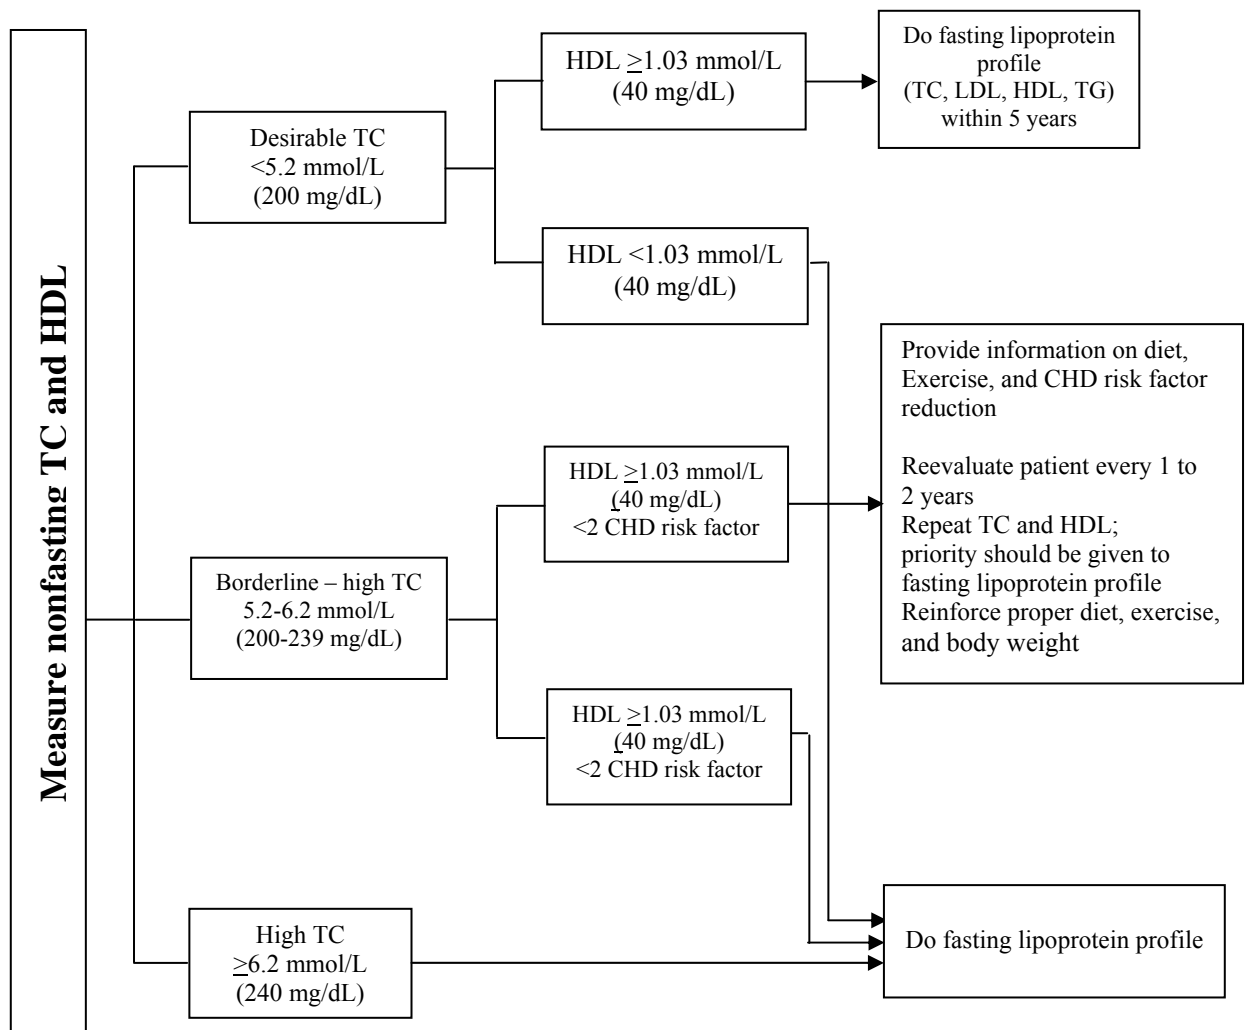 Measure nonfasting TC and HDL
Desirable TC
<5.2 mmol/L
(200 mg/dL)
HDL ≥1.03 mmol/L
(40 mg/dL)
Do fasting lipoprotein
profile
(TC, LDL, HDL, TG)
within 5 years
HDL <1.03 mmol/L
(40 mg/dL)
Borderline – high TC
5.2-6.2 mmol/L
(200-239 mg/dL)
HDL ≥1.03 mmol/L
(40 mg/dL)
<2 CHD risk factor
Provide information on diet,
Exercise, and CHD risk factor
reduction
Reevaluate patient every 1 to
2 years
Repeat TC and HDL;
priority should be given to
fasting lipoprotein profile
Reinforce proper diet, exercise,
and body weight
HDL ≥1.03 mmol/L
(40 mg/dL)
<2 CHD risk factor
High TC
≥6.2 mmol/L
(240 mg/dL)
Do fasting lipoprotein profile